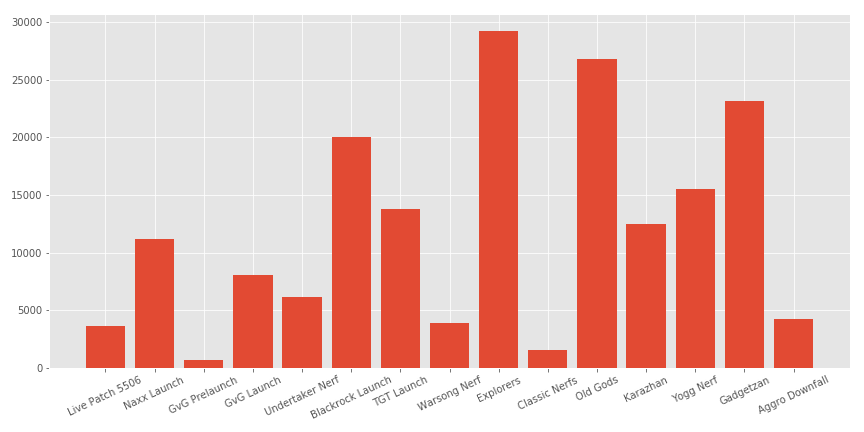 30000
25000
20000
15000
10000
5000
0
Live Patch 5506
Naxx Launch
GvG Prelaunch
GvG Launch
Undertaker Nerf
Blackrock Launch
TGT Launch
Warsong Nerf
Explorers
Classic Nerfs
Old Gods
Karazhan
Yogg Nerf
Gadgetzan
Aggro Downfall